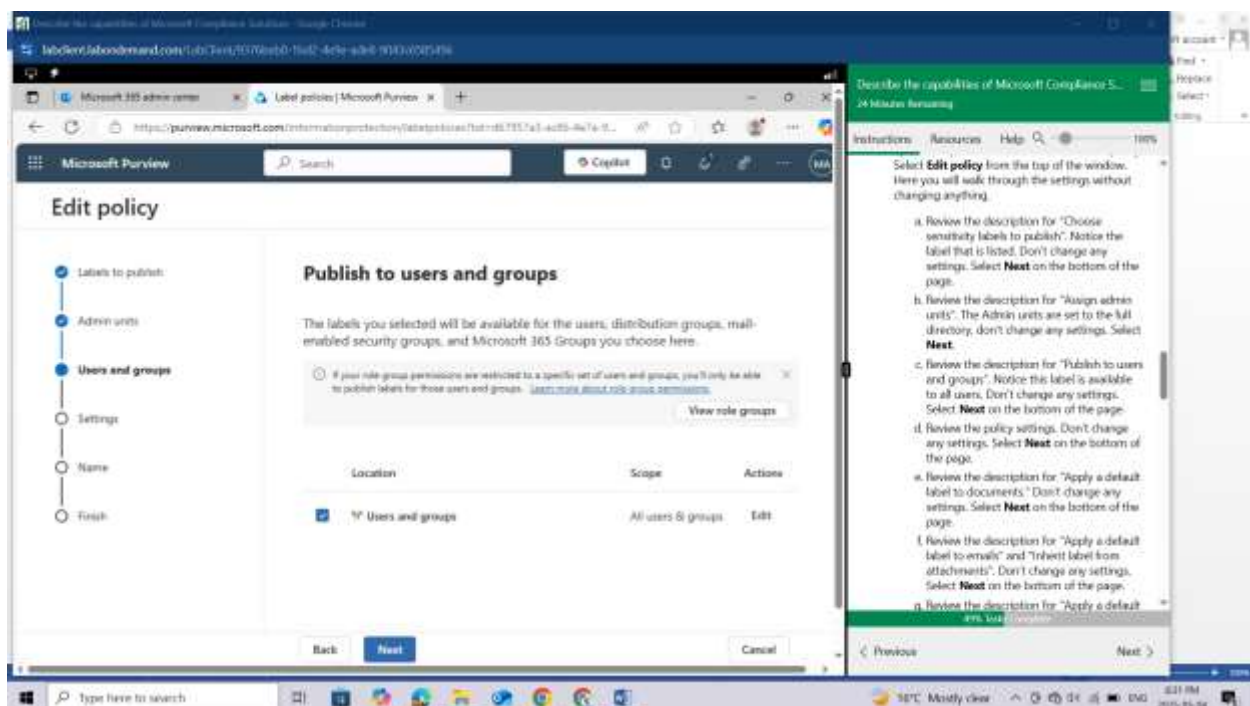 Describe the capabilities of Microsoft Compliance Solutions - Google Chrome
Microsoft 365 admin center
Label policies | Microsoft Purview
Microsoft Purview
Search
Copilot
MA
Edit policy
Labels to publish
Admin units
Users and groups
Settings
Name
Finish
Publish to users and groups
The labels you selected will be available for the users, distribution groups, mail-
enabled security groups, and Microsoft 365 Groups you choose here.
If your role group permissions are restricted to a specific set of users and groups, you'll only be able
to publish labels for those users and groups. Learn more about role group permissions.
View role groups
Location
Scope
Actions
Users and groups
All users & groups
Edit
Back
Next
Cancel
Describe the capabilities of Microsoft Compliance S...
24 Minutes Remaining
Instructions
Resources
Help
100%
Select Edit policy from the top of the window.
Here you will walk through the settings without
changing anything.
a. Review the description for "Choose
sensitivity labels to publish". Notice the
label that is listed. Don't change any
settings. Select Next on the bottom of the
page.
b. Review the description for "Assign admin
units". The Admin units are set to the full
directory, don't change any settings. Select
Next.
c. Review the description for "Publish to users
and groups". Notice this label is available
to all users. Don't change any settings.
Select Next on the bottom of the page
d. Review the policy settings. Don't change
any settings. Select Next on the bottom of
the page.
e. Review the description for "Apply a default
label to documents." Don't change any
settings. Select Next on the bottom of the
page.
f. Review the description for "Apply a default
label to emails" and "Inherit label from
attachments". Don't change any settings.
Select Next on the bottom of the page.
g. Review the description for "Apply a default
49% Tasks Complete
Previous
Next
Find
Replace
Select
Type here to search
Mostly clear
ENG